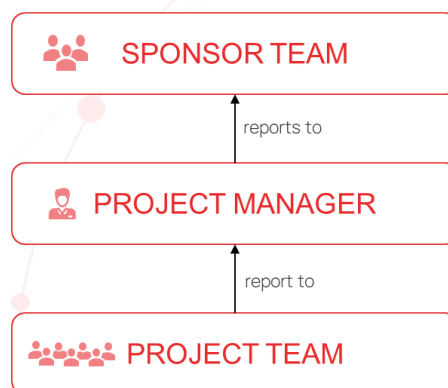 SPONSOR TEAM
reports to
PROJECT MANAGER
report to
PROJECT TEAM